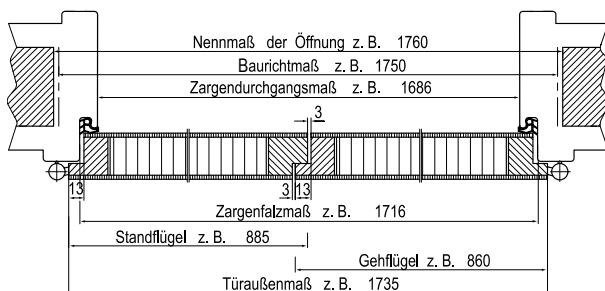 Nennmaß der Öffnung z. B. 1760
Baurichtmaß z. B. 1750
Zargendurchgangsmaß z. B. 1686
3
13
3
13
Zargenfalzmaß z. B. 1716
Standflügel z. B. 885
Gehflügel z. B. 860
Türaußenmaß z. B. 1735